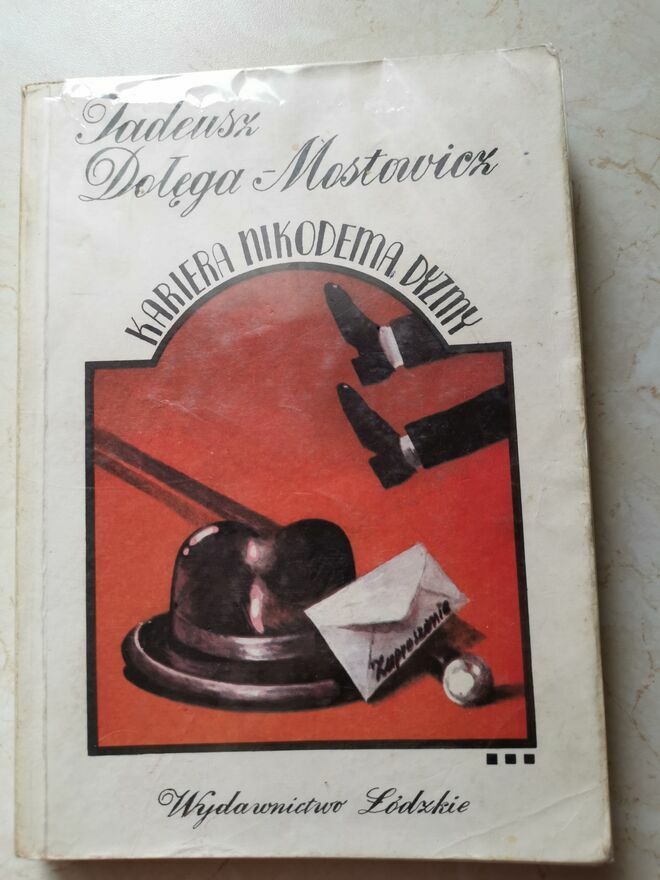 Tadeusz
Dołęga-Mostowicz
KARIERA NIKODEMA DYZMY
Zaproszenie
Wydawnictwo Łódzkie